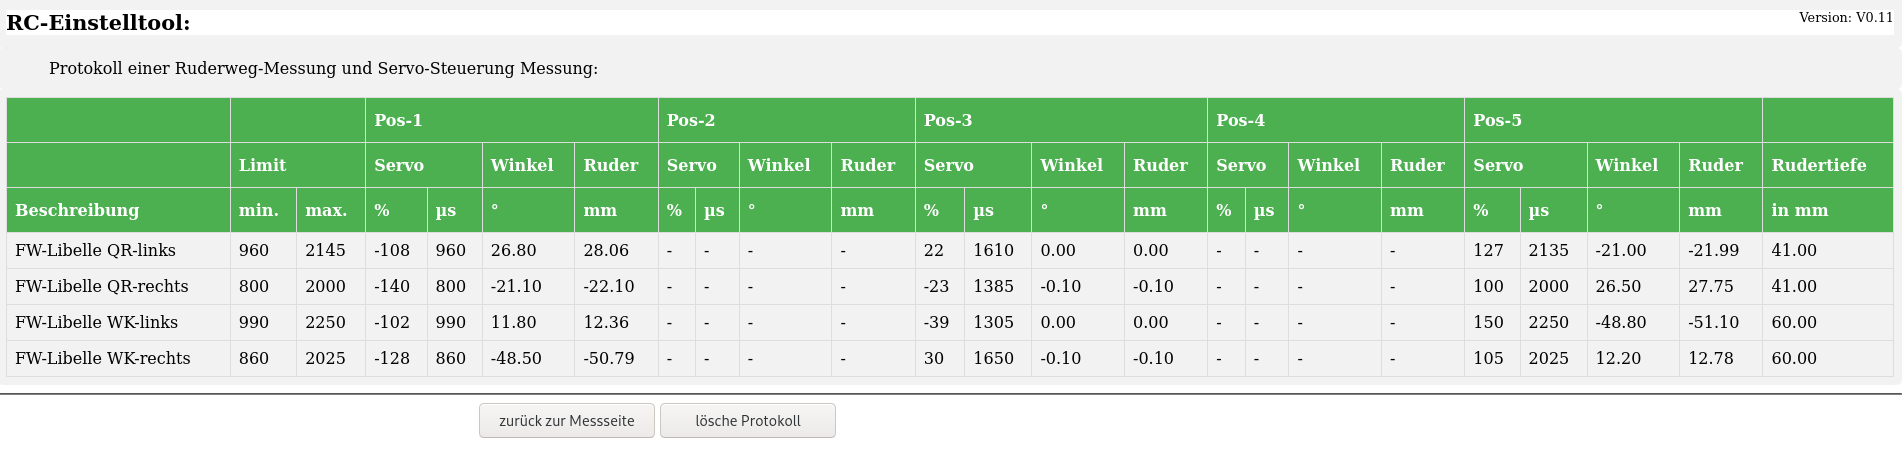 RC-Einstelltool:
Version: V0.11
Protokoll einer Ruderweg-Messung und Servo-Steuerung Messung:
Pos-1 Pos-2 Pos-3 Pos-4 Pos-5
Limit Servo Winkel Ruder Servo Winkel Ruder Servo Winkel Ruder Servo Winkel Ruder Servo Winkel Ruder Rudertiefe
Beschreibung min. max. % µs ° mm % µs ° mm % µs ° mm % µs ° mm % µs ° mm in mm
FW-Libelle QR-links 960 2145 -108 960 26.80 28.06 - - - - 22 1610 0.00 0.00 - - - - 127 2135 -21.00 -21.99 41.00
FW-Libelle QR-rechts 800 2000 -140 800 -21.10 -22.10 - - - - -23 1385 -0.10 -0.10 - - - - 100 2000 26.50 27.75 41.00
FW-Libelle WK-links 990 2250 -102 990 11.80 12.36 - - - - -39 1305 0.00 0.00 - - - - 150 2250 -48.80 -51.10 60.00
FW-Libelle WK-rechts 860 2025 -128 860 -48.50 -50.79 - - - - 30 1650 -0.10 -0.10 - - - - 105 2025 12.20 12.78 60.00
zurück zur Messseite lösche Protokoll